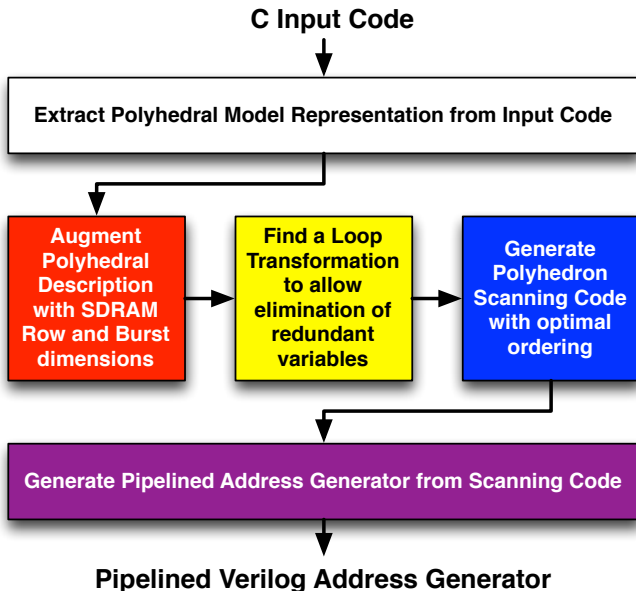 C Input Code
Extract Polyhedral Model Representation from Input Code
Augment
Polyhedral
Description
with SDRAM
Row and Burst
dimensions
Find a Loop
Transformation
to allow
elimination of
redundant
variables
Generate
Polyhedron
Scanning Code
with optimal
ordering
Generate Pipelined Address Generator from Scanning Code
Pipelined Verilog Address Generator